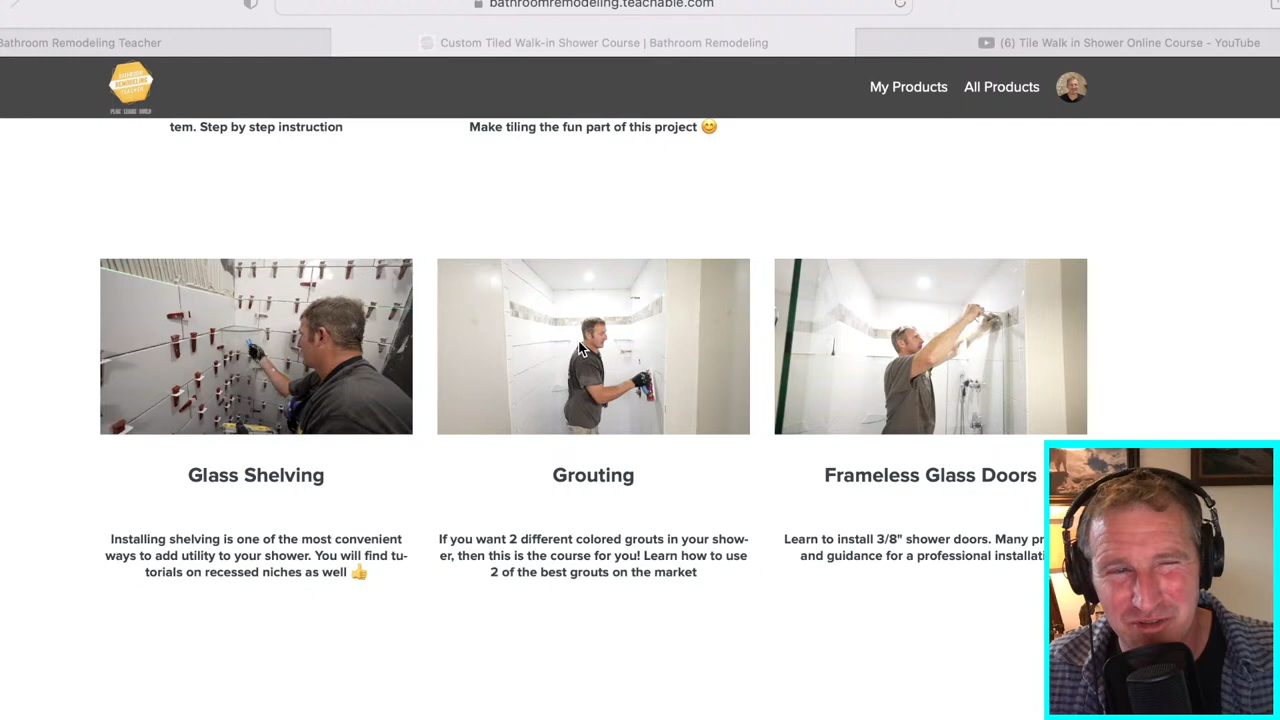 bathroomremodeling.teachable.com
Bathroom Remodeling Teacher
Custom Tiled Walk-in Shower Course | Bathroom Remodeling
(6) Tile Walk in Shower Online Course - YouTube
REMODELING
My Products
All Products
tem. Step by step instruction
Make tiling the fun part of this project 😊
Glass Shelving
Grouting
Frameless Glass Doors
Installing shelving is one of the most convenient
ways to add utility to your shower. You will find tu-
torials on recessed niches as well 👍
If you want 2 different colored grouts in your show-
er, then this is the course for you! Learn how to use
2 of the best grouts on the market
Learn to install 3/8" shower doors. Many pr
and guidance for a professional installati